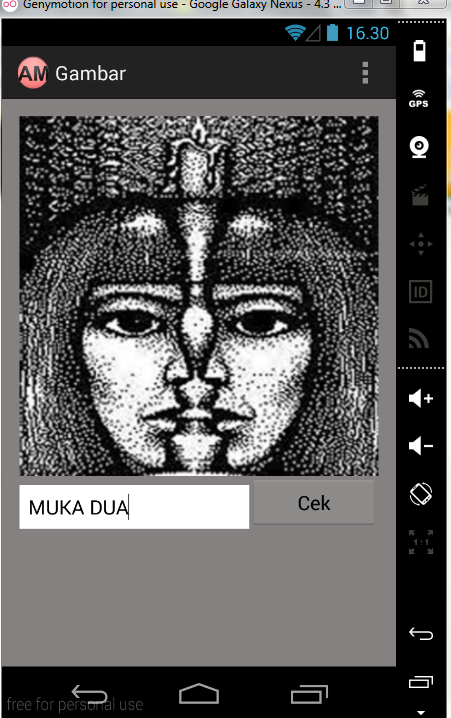 Genymotion for personal use - Google Galaxy Nexus - 4.3 ...
16.30
AM Gambar
GPS
ID
MUKA DUA
Cek
1:1
free for personal use